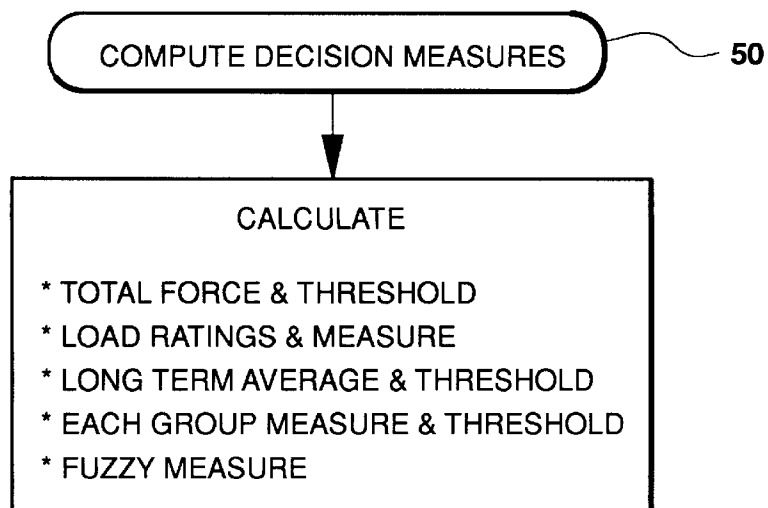 COMPUTE DECISION MEASURES
50
CALCULATE
* TOTAL FORCE & THRESHOLD
* LOAD RATINGS & MEASURE
* LONG TERM AVERAGE & THRESHOLD
* EACH GROUP MEASURE & THRESHOLD
* FUZZY MEASURE